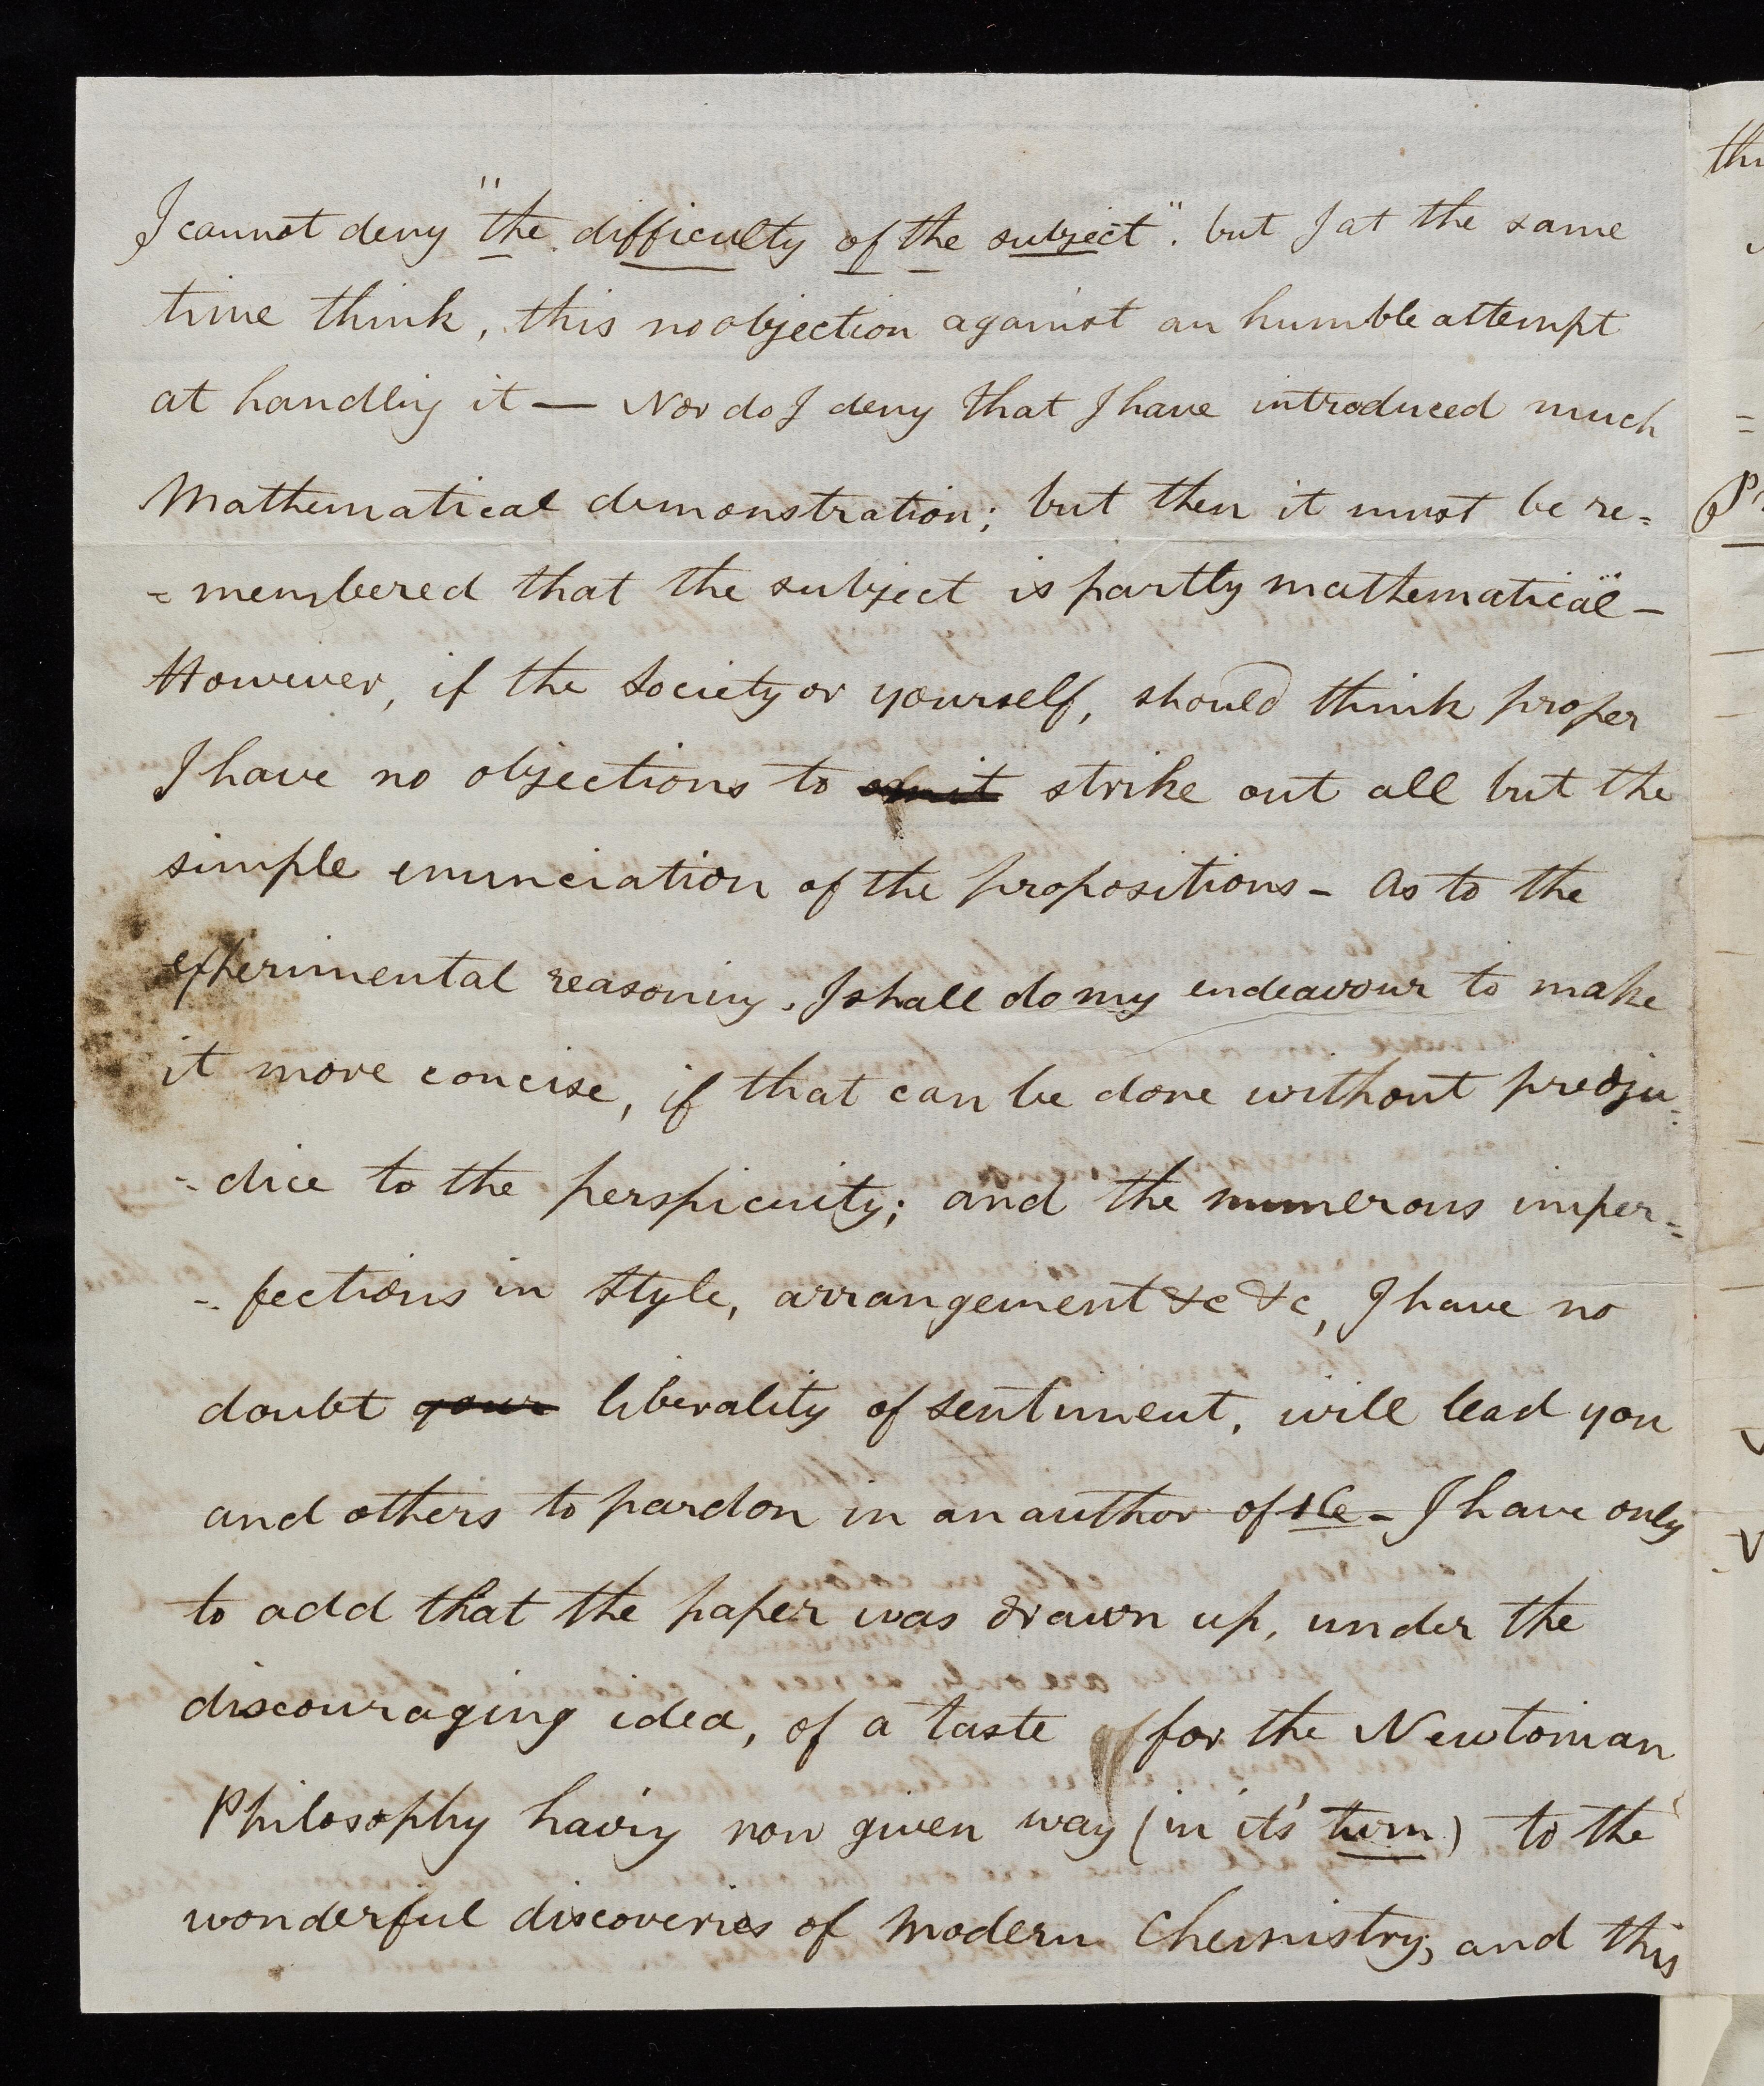 I cannot deny "the difficulty of the subject". but I at the same
time think, this no objection against an humble attempt
at handling it — Nor do I deny that I have introduced much
Mathematical demonstration; but then it must be re=
=membered that the subject is partly mathematical —
However, if the Society or yourself, should think proper
I have no objections to omit strike out all but the
simple enunciation of the propositions - As to the
experimental reasoning. I shall do my endeavour to make
it more concise, if that can be done without predju=
=dice to the perspicuity; and the numerous imper=
=fections in style, arrangement &c &c, I have no
doubt your liberality of sentiment, will lead you
and others to pardon in an author of 16 - I have only
to add that the paper was drawn up, under the
discouraging idea, of a taste for the Newtonian
Philosophy having now given way (in it's turn) to the
wonderful discoveries of Modern Chemistry, and this